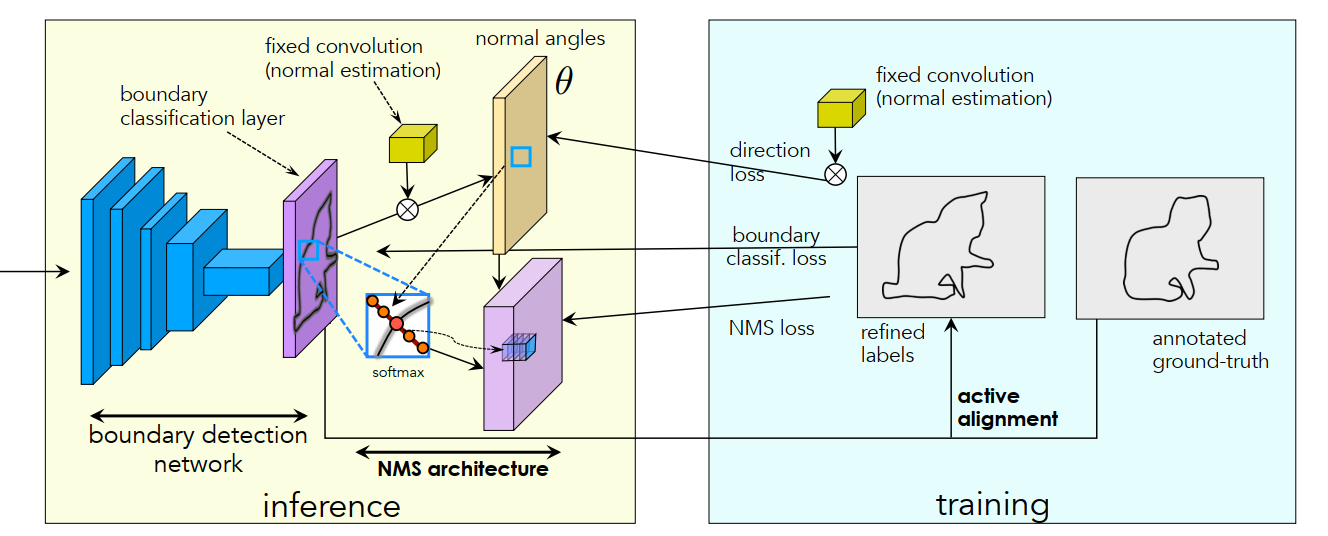 fixed convolution
(normal estimation)
normal angles
θ
boundary
classification layer
softmax
boundary detection
network
NMS architecture
inference
fixed convolution
(normal estimation)
direction
loss
boundary
classif. loss
NMS loss
refined
labels
annotated
ground-truth
active
alignment
training